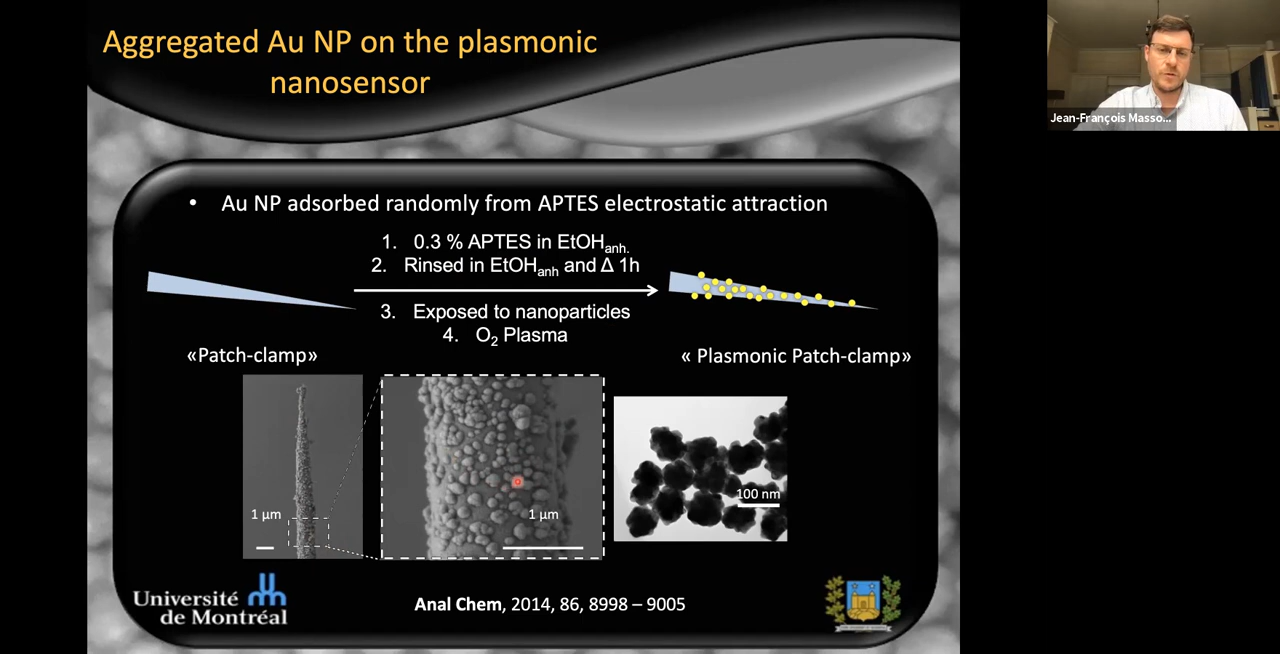 Aggregated Au NP on the plasmonic
nanosensor
Jean-François Masso...
• Au NP adsorbed randomly from APTES electrostatic attraction
1. 0.3 % APTES in EtOHanh.
2. Rinsed in EtOHanh and Δ 1h
3. Exposed to nanoparticles
4. O2 Plasma
«Patch-clamp»
« Plasmonic Patch-clamp»
1 µm
1 µm
100 nm
Université
de Montréal
Anal Chem, 2014, 86, 8998 – 9005